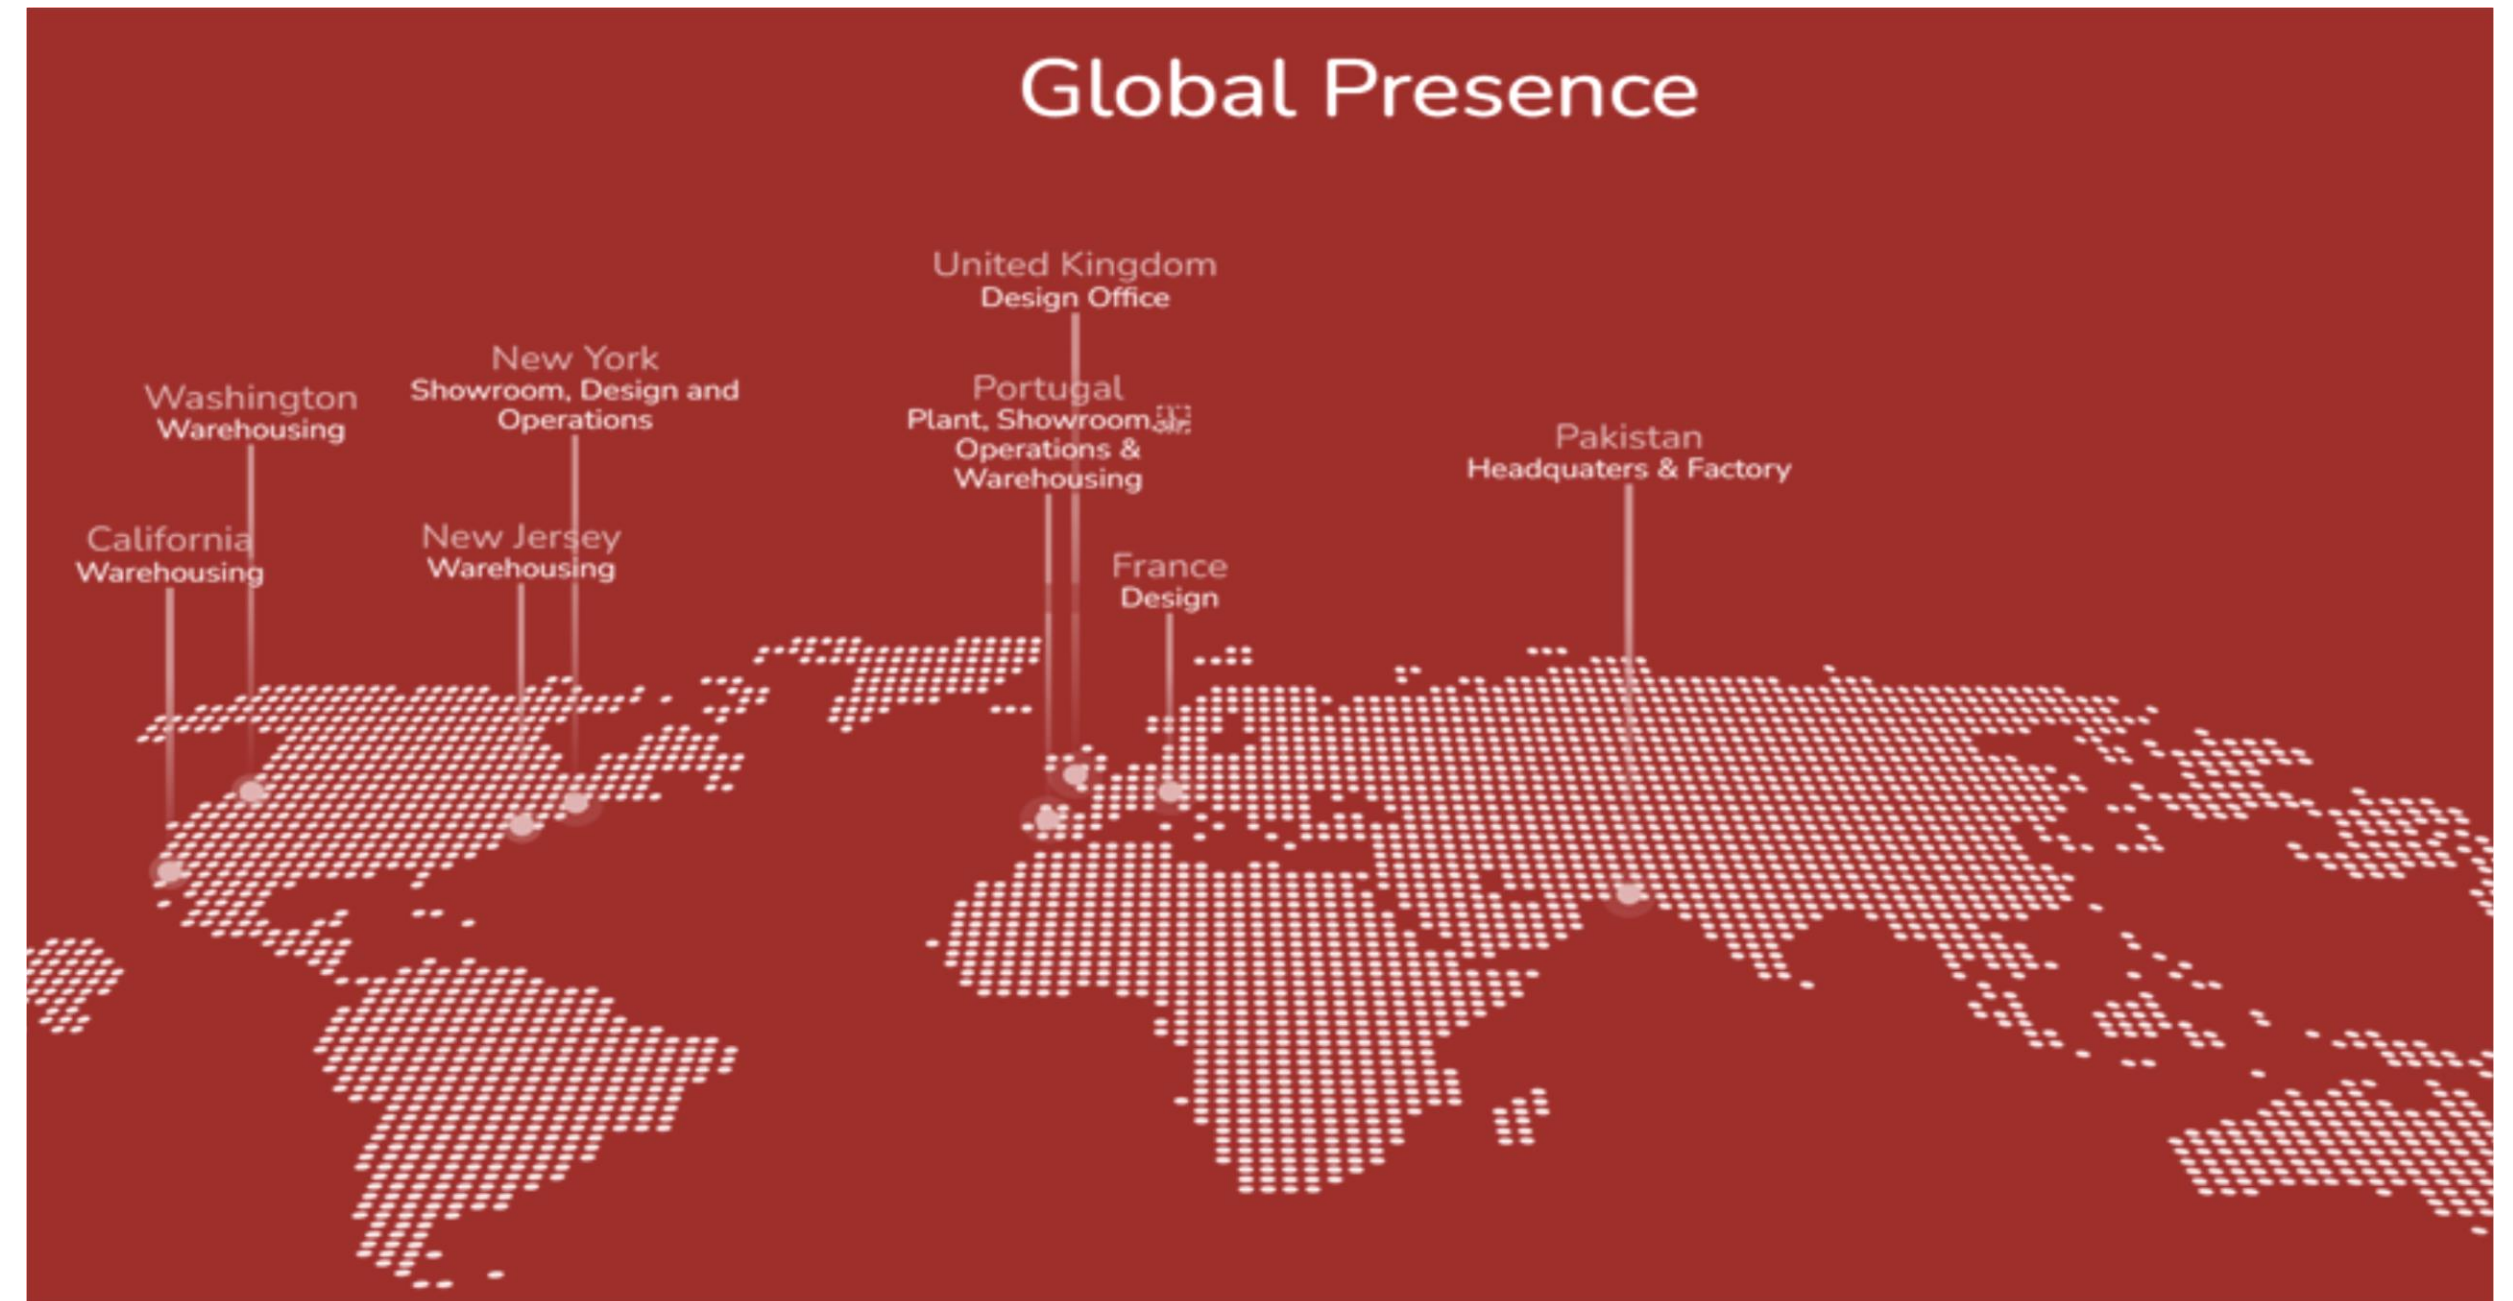 Global Presence
United Kingdom
Design Office
New York
Showroom, Design and
Operations
Washington
Warehousing
Portugal
Plant, Showroom,
Operations &
Warehousing
Pakistan
Headquaters & Factory
California
Warehousing
New Jersey
Warehousing
France
Design